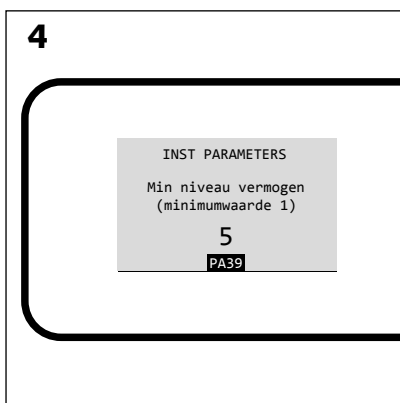 4
INST PARAMETERS
Min niveau vermogen
(minimumwaarde 1)
5
PA39